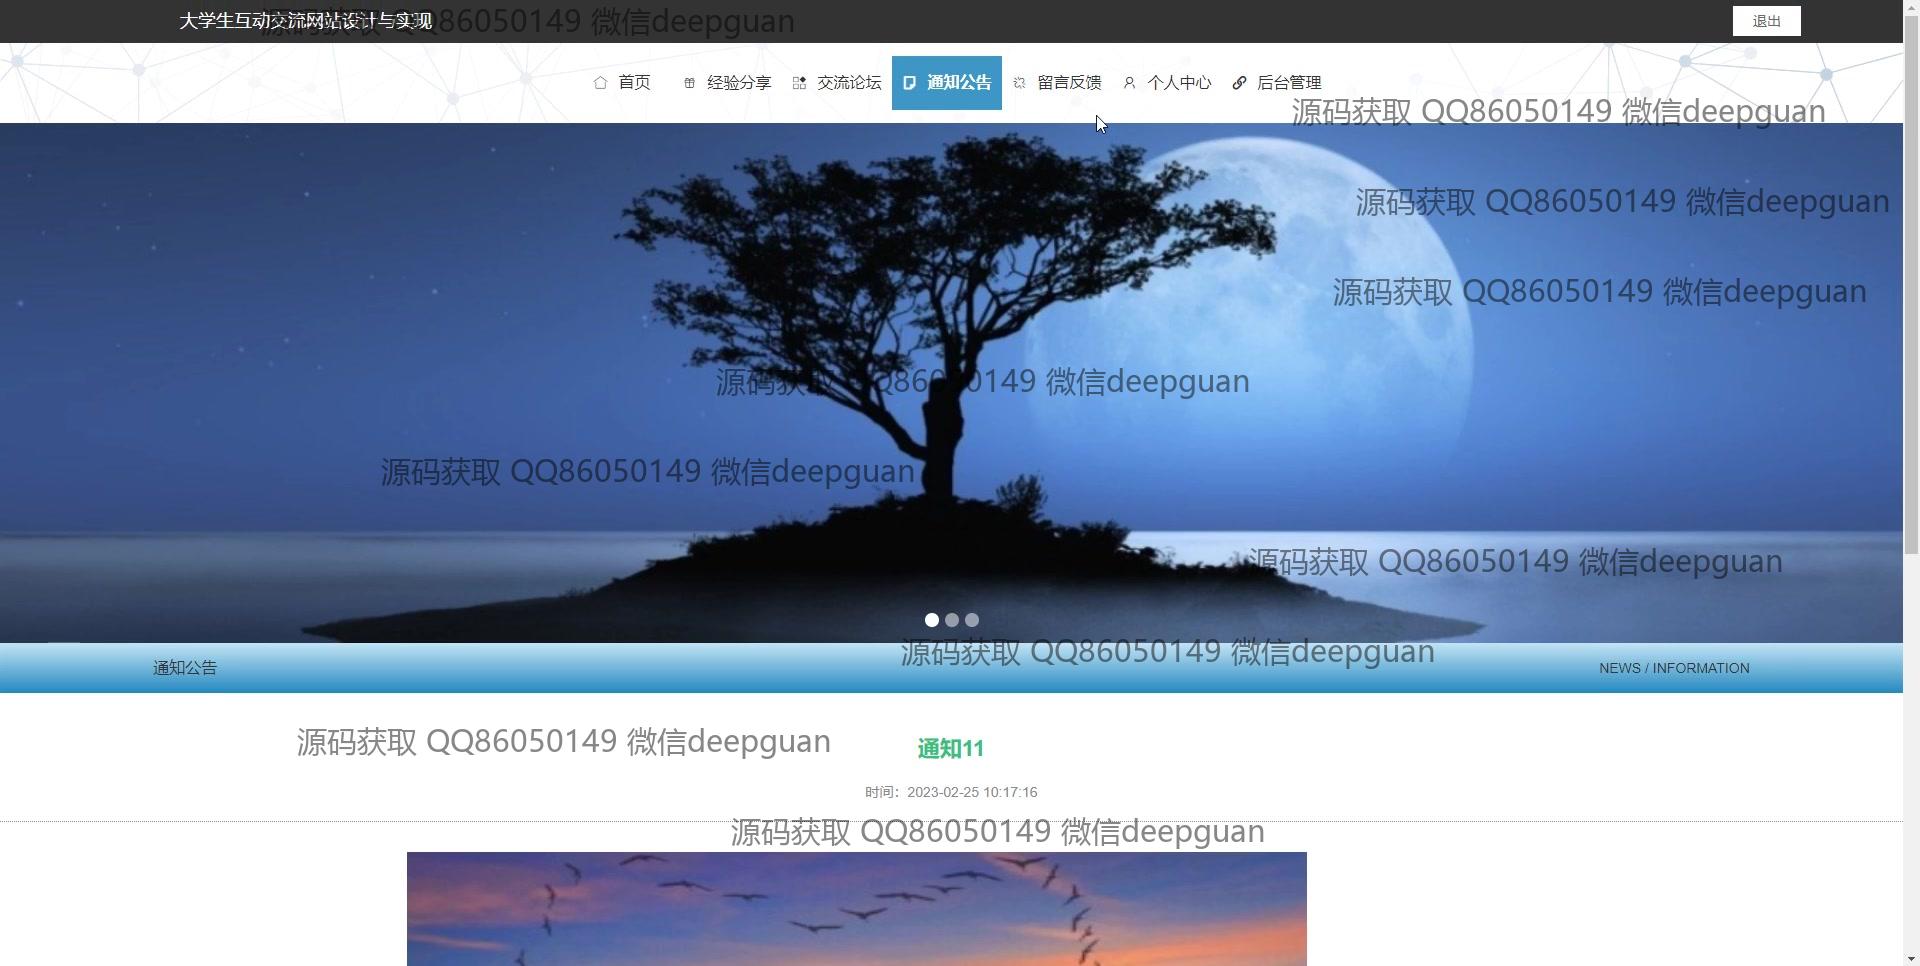 大学生互动交流网站设计与实现
源码获取 QQ86050149 微信deepguan
退出
首页
经验分享
交流论坛
通知公告
留言反馈
个人中心
后台管理
源码获取 QQ86050149 微信deepguan
源码获取 QQ86050149 微信deepguan
源码获取 QQ86050149 微信deepguan
源码获取 QQ86050149 微信deepguan
源码获取 QQ86050149 微信deepguan
源码获取 QQ86050149 微信deepguan
源码获取 QQ86050149 微信deepguan
通知公告
NEWS / INFORMATION
源码获取 QQ86050149 微信deepguan
通知11
时间：2023-02-25 10:17:16
源码获取 QQ86050149 微信deepguan